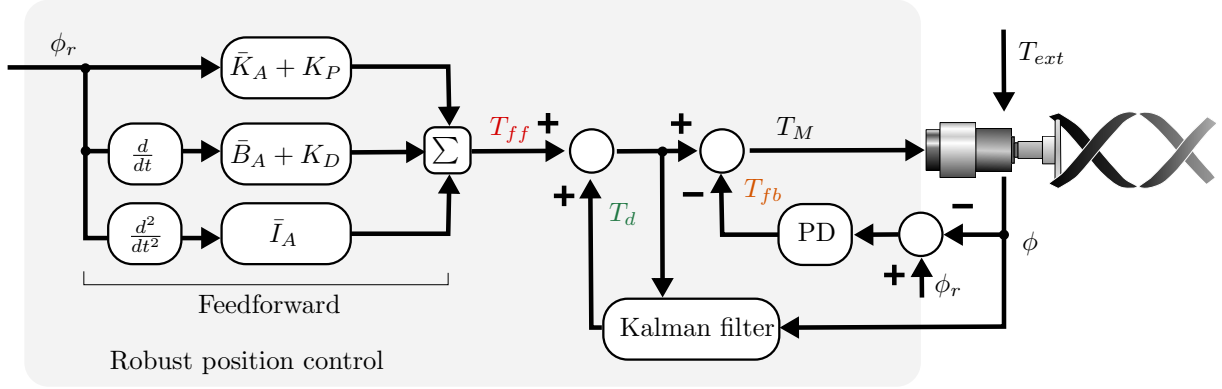 ϕ_r
K̄_A + K_P
T_ext
d/dt
B̄_A + K_D
∑
T_ff
+
+
T_M
+
−
T_fb
T_d
−
d²/dt²
Ī_A
PD
ϕ
+
ϕ_r
Feedforward
Kalman filter
Robust position control